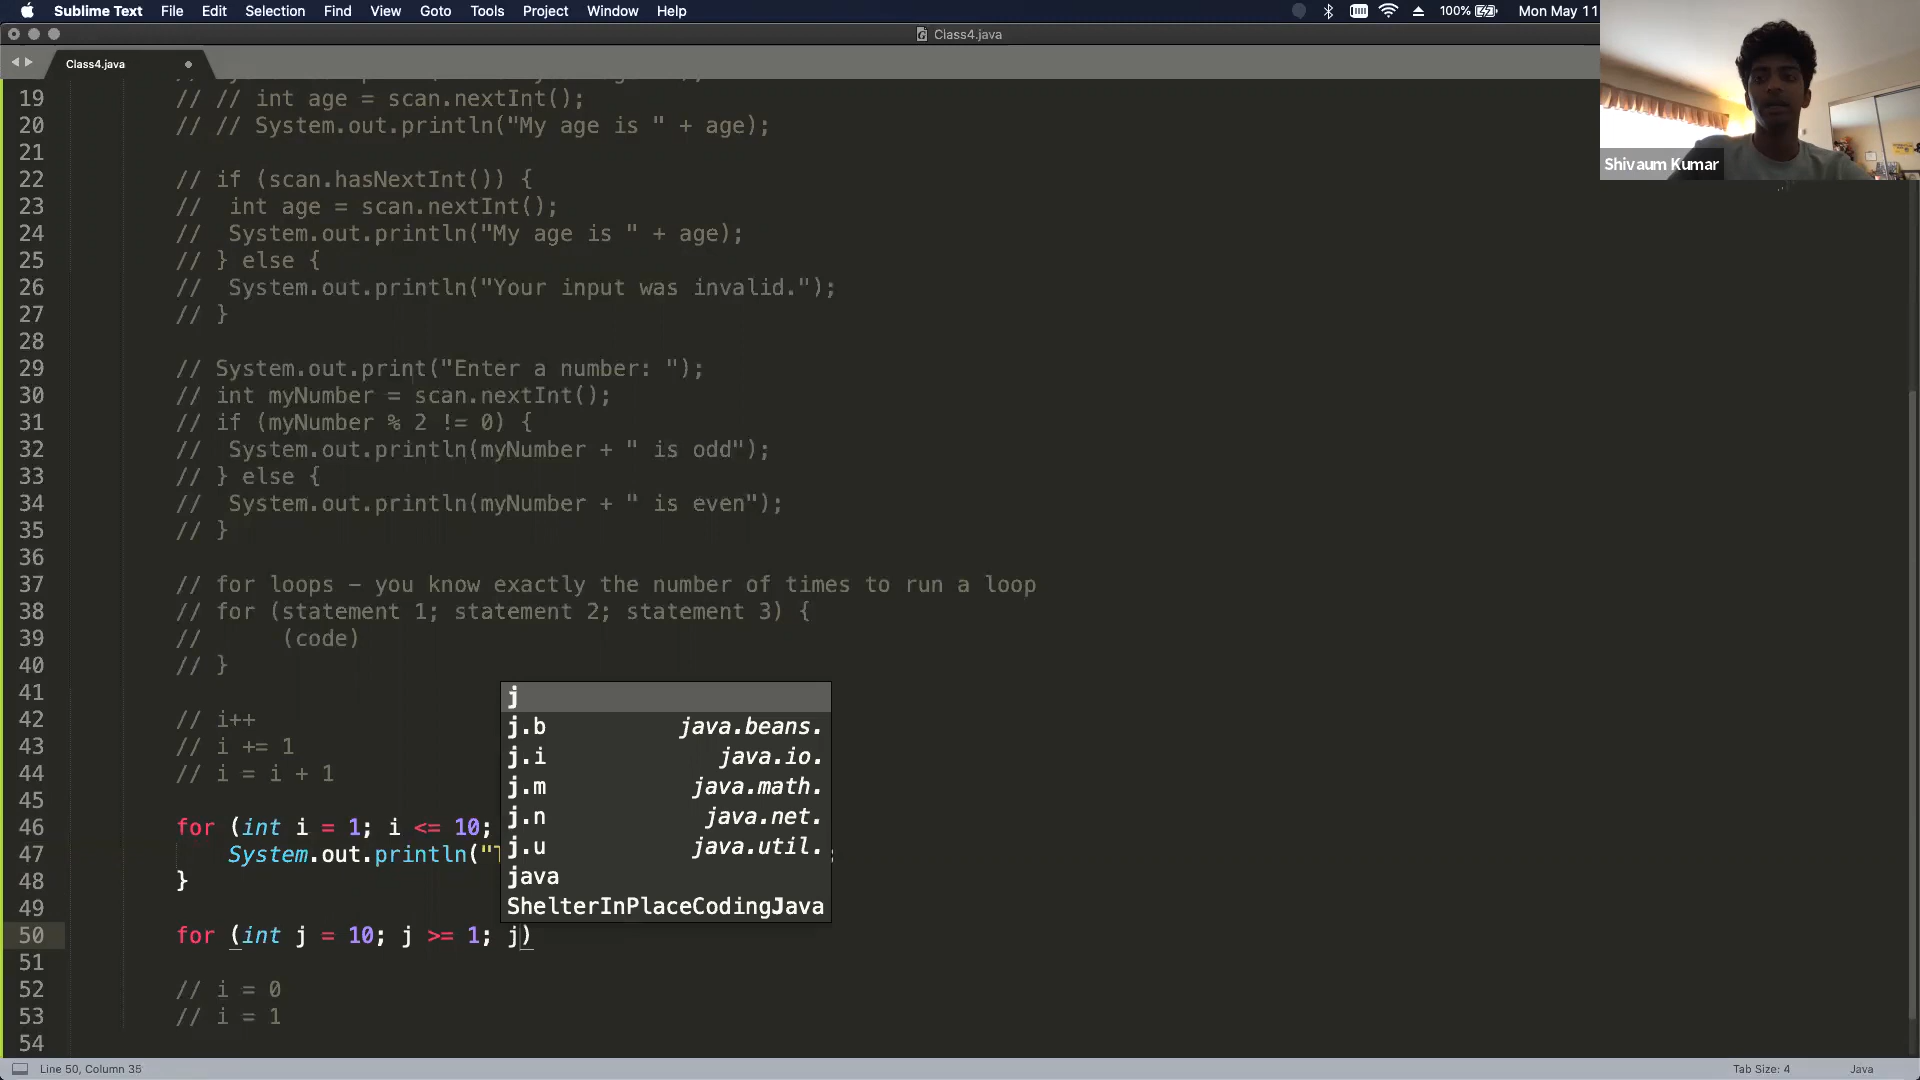 Sublime Text File Edit Selection Find View Goto Tools Project Window Help 100% Mon May 11
Class4.java
Class4.java
Shivaum Kumar
19 // // int age = scan.nextInt();
20 // // System.out.println("My age is " + age);
21
22 // if (scan.hasNextInt()) {
23 // int age = scan.nextInt();
24 // System.out.println("My age is " + age);
25 // } else {
26 // System.out.println("Your input was invalid.");
27 // }
28
29 // System.out.print("Enter a number: ");
30 // int myNumber = scan.nextInt();
31 // if (myNumber % 2 != 0) {
32 // System.out.println(myNumber + " is odd");
33 // } else {
34 // System.out.println(myNumber + " is even");
35 // }
36
37 // for loops – you know exactly the number of times to run a loop
38 // for (statement 1; statement 2; statement 3) {
39 // (code)
40 // }
41
42 // i++
43 // i += 1
44 // i = i + 1
45
46 for (int i = 1; i <= 10;
47 System.out.println("
48 }
49
50 for (int j = 10; j >= 1; j)
51
52 // i = 0
53 // i = 1
54
j
j.b java.beans.
j.i java.io.
j.m java.math.
j.n java.net.
j.u java.util.
java
ShelterInPlaceCodingJava
Line 50, Column 35 Tab Size: 4 Java